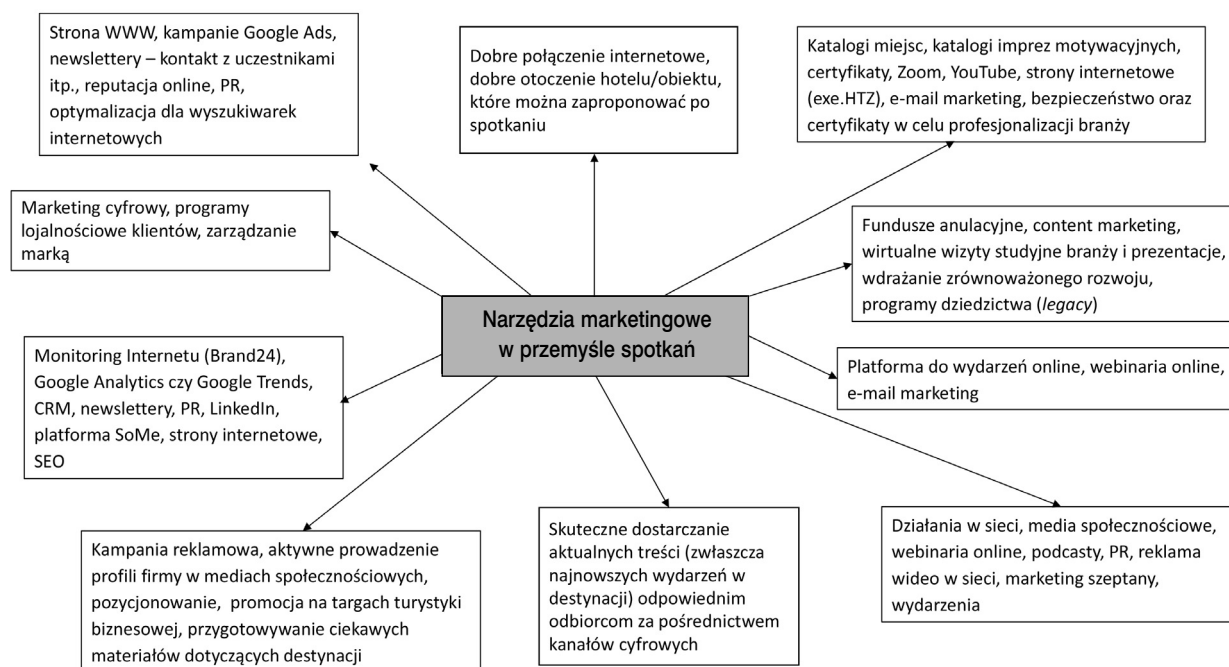 Strona WWW, kampanie Google Ads,
newslettery – kontakt z uczestnikami
itp., reputacja online, PR,
optymalizacja dla wyszukiwarek
internetowych
Dobre połączenie internetowe,
dobre otoczenie hotelu/obiektu,
które można zaproponować po
spotkaniu
Katalogi miejsc, katalogi imprez motywacyjnych,
certyfikaty, Zoom, YouTube, strony internetowe
(exe.HTZ), e-mail marketing, bezpieczeństwo oraz
certyfikaty w celu profesjonalizacji branży
Marketing cyfrowy, programy
lojalnościowe klientów, zarządzanie
marką
Fundusze anulacyjne, content marketing,
wirtualne wizyty studyjne branży i prezentacje,
wdrażanie zrównoważonego rozwoju,
programy dziedzictwa (legacy)
Narzędzia marketingowe
w przemyśle spotkań
Monitoring Internetu (Brand24),
Google Analytics czy Google Trends,
CRM, newslettery, PR, LinkedIn,
platforma SoMe, strony internetowe,
SEO
Platforma do wydarzeń online, webinaria online,
e-mail marketing
Kampania reklamowa, aktywne prowadzenie
profili firmy w mediach społecznościowych,
pozycjonowanie, promocja na targach turystyki
biznesowej, przygotowywanie ciekawych
materiałów dotyczących destynacji
Skuteczne dostarczanie
aktualnych treści (zwłaszcza
najnowszych wydarzeń w
destynacji) odpowiednim
odbiorcom za pośrednictwem
kanałów cyfrowych
Działania w sieci, media społecznościowe,
webinaria online, podcasty, PR, reklama
wideo w sieci, marketing szeptany,
wydarzenia